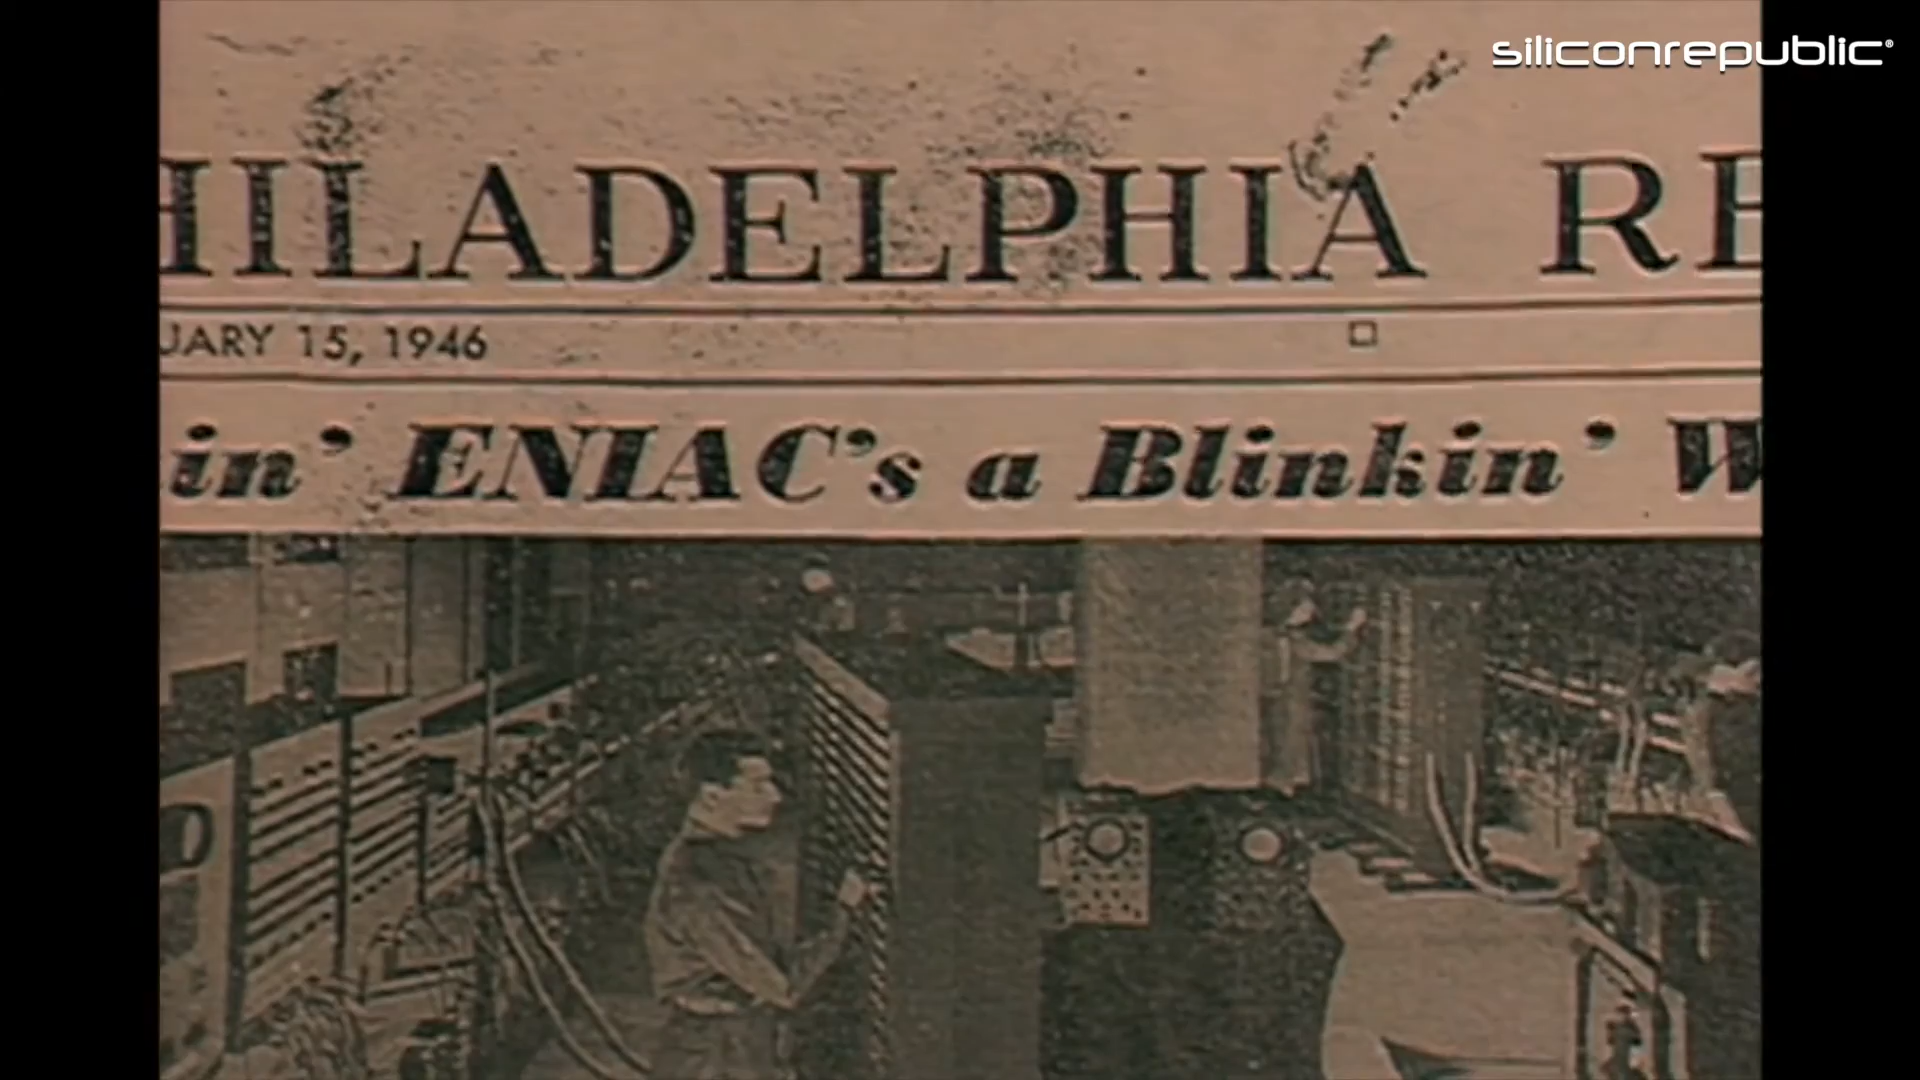 siliconrepublic®
HILADELPHIA RE
UARY 15, 1946
in' ENIAC's a Blinkin' W